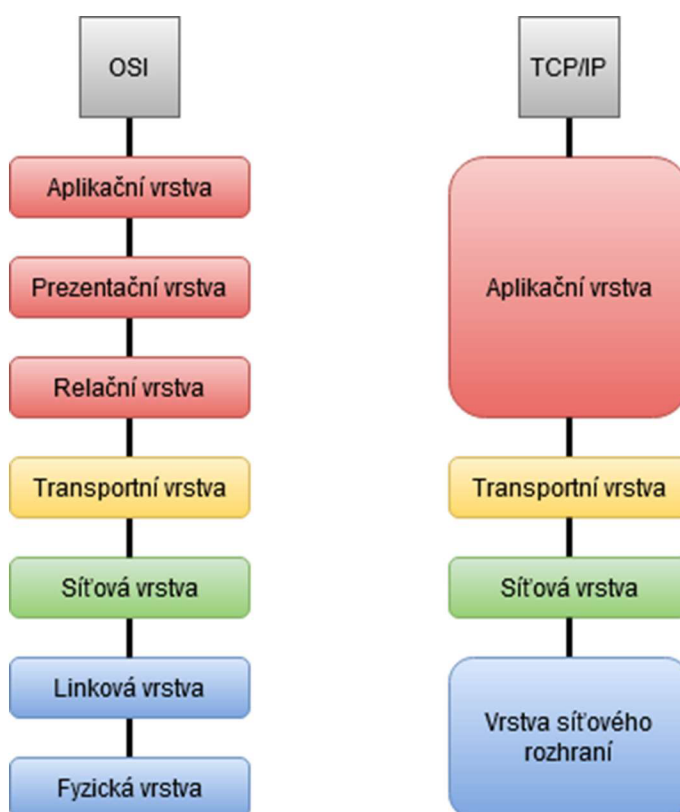 OSI
Aplikační vrstva
Prezentační vrstva
Relační vrstva
Transportní vrstva
Síťová vrstva
Linková vrstva
Fyzická vrstva
TCP/IP
Aplikační vrstva
Transportní vrstva
Síťová vrstva
Vrstva síťového
rozhraní